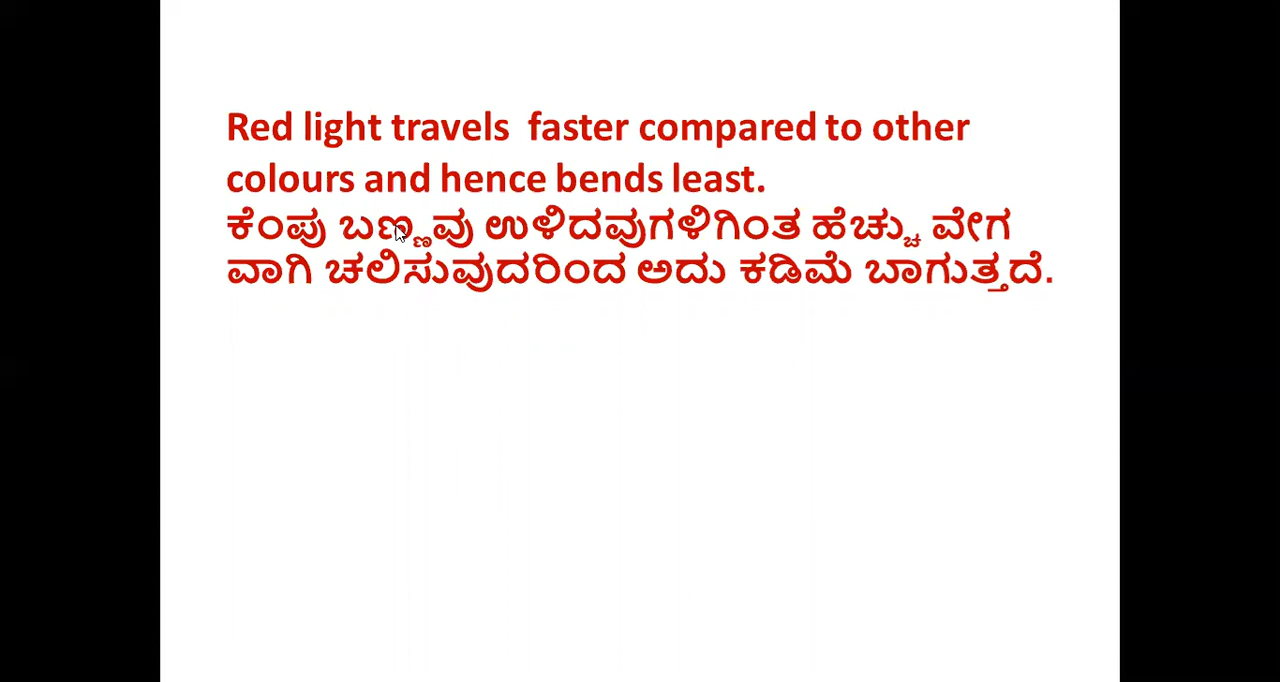 Red light travels  faster compared to other
colours and hence bends least.
ಕೆಂಪು ಬಣ್ಣವು ಉಳಿದವುಗಳಿಗಿಂತ ಹೆಚ್ಚು ವೇಗ
ವಾಗಿ ಚಲಿಸುವುದರಿಂದ ಅದು ಕಡಿಮೆ ಬಾಗುತ್ತದೆ.